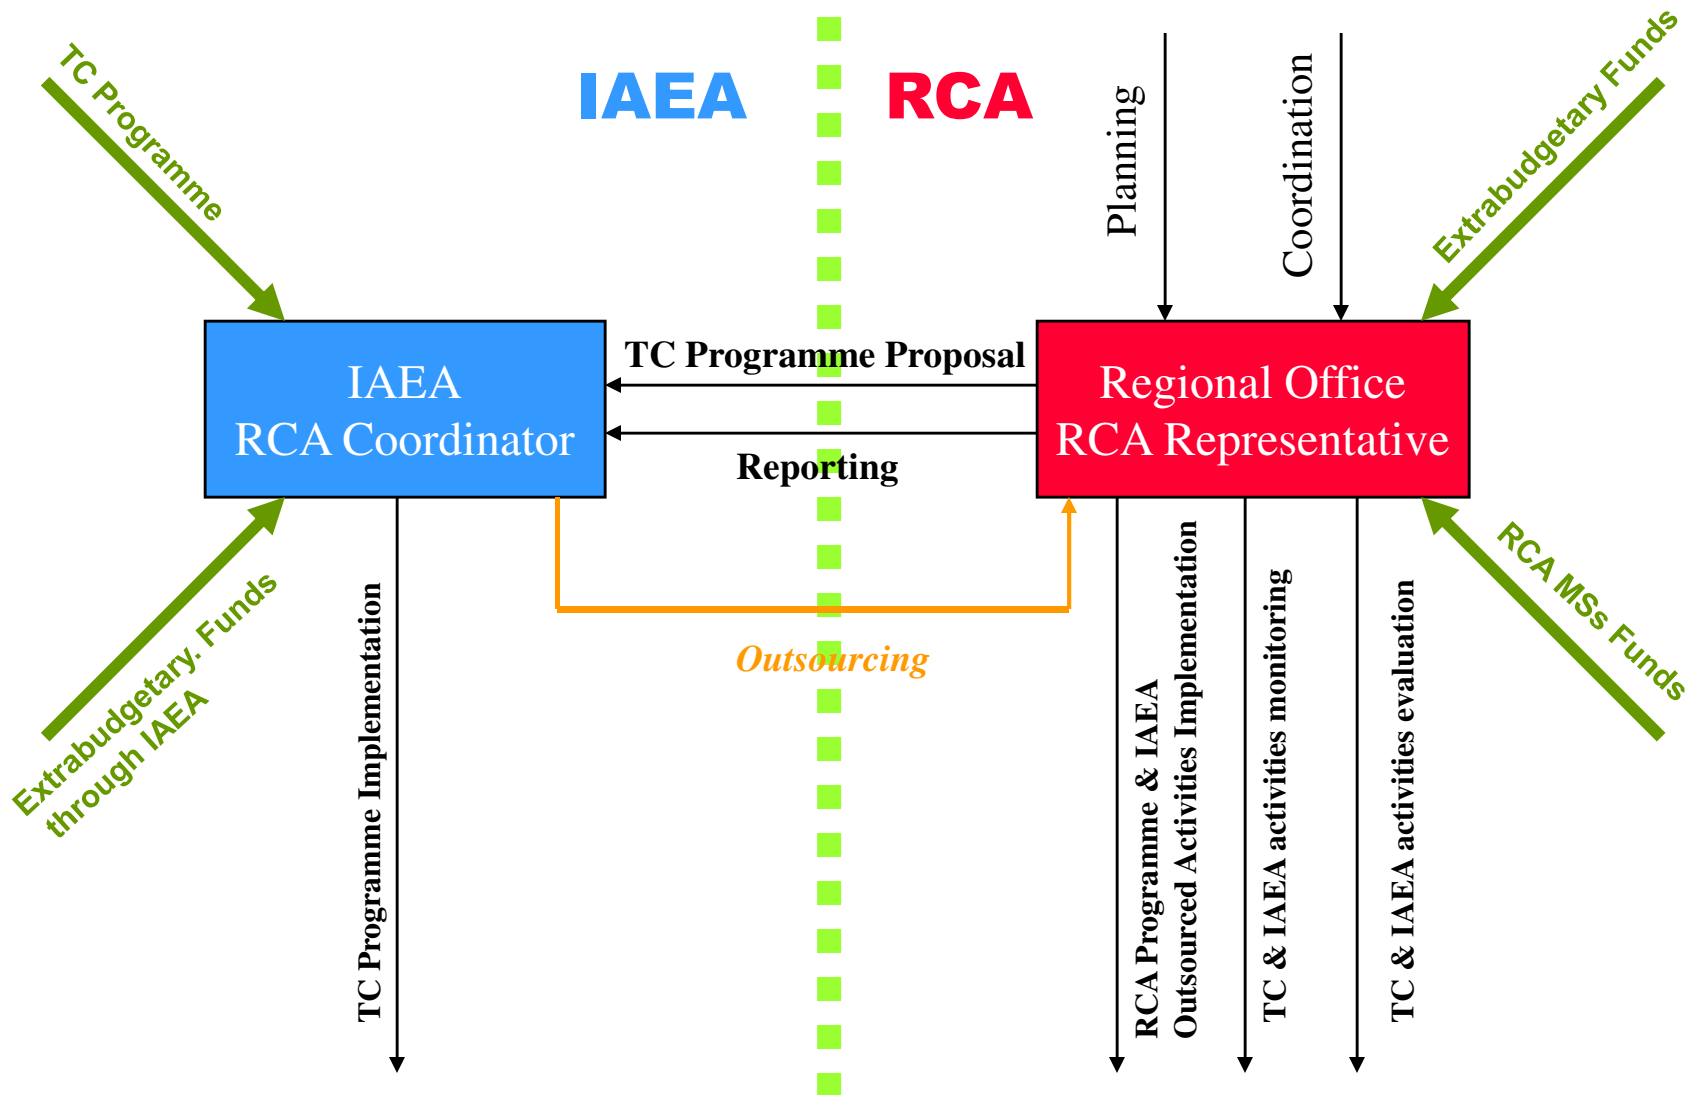 IAEA
RCA
TC Programme
Planning
Coordination
Extrabudgetary Funds
IAEA
RCA Coordinator
TC Programme Proposal
Reporting
Regional Office
RCA Representative
Extrabudgetary. Funds
through IAEA
TC Programme Implementation
Outsourcing
RCA Programme & IAEA
Outsourced Activities Implementation
TC & IAEA activities monitoring
TC & IAEA activities evaluation
RCA MSs Funds